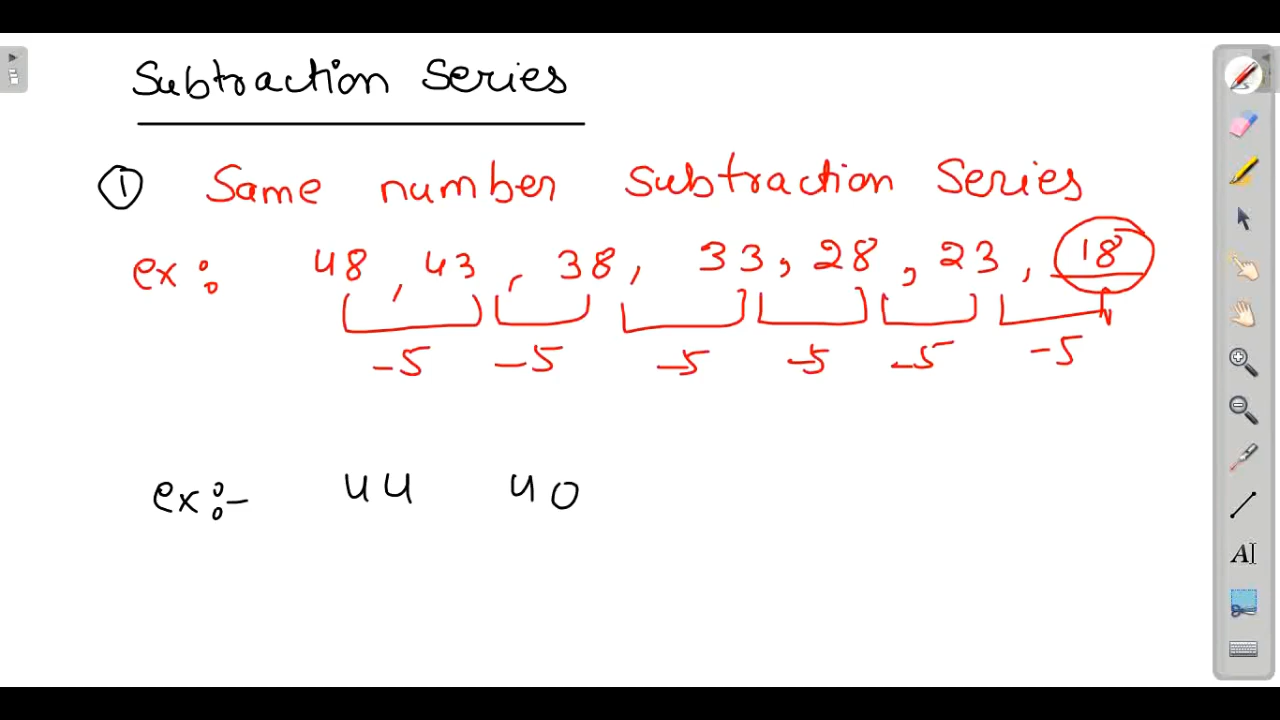 Subtraction Series
① Same number subtraction Series
ex: 48, 43, 38, 33, 28, 23, 18
-5 -5 -5 -5 -5 -5
ex:- 44 40
AI